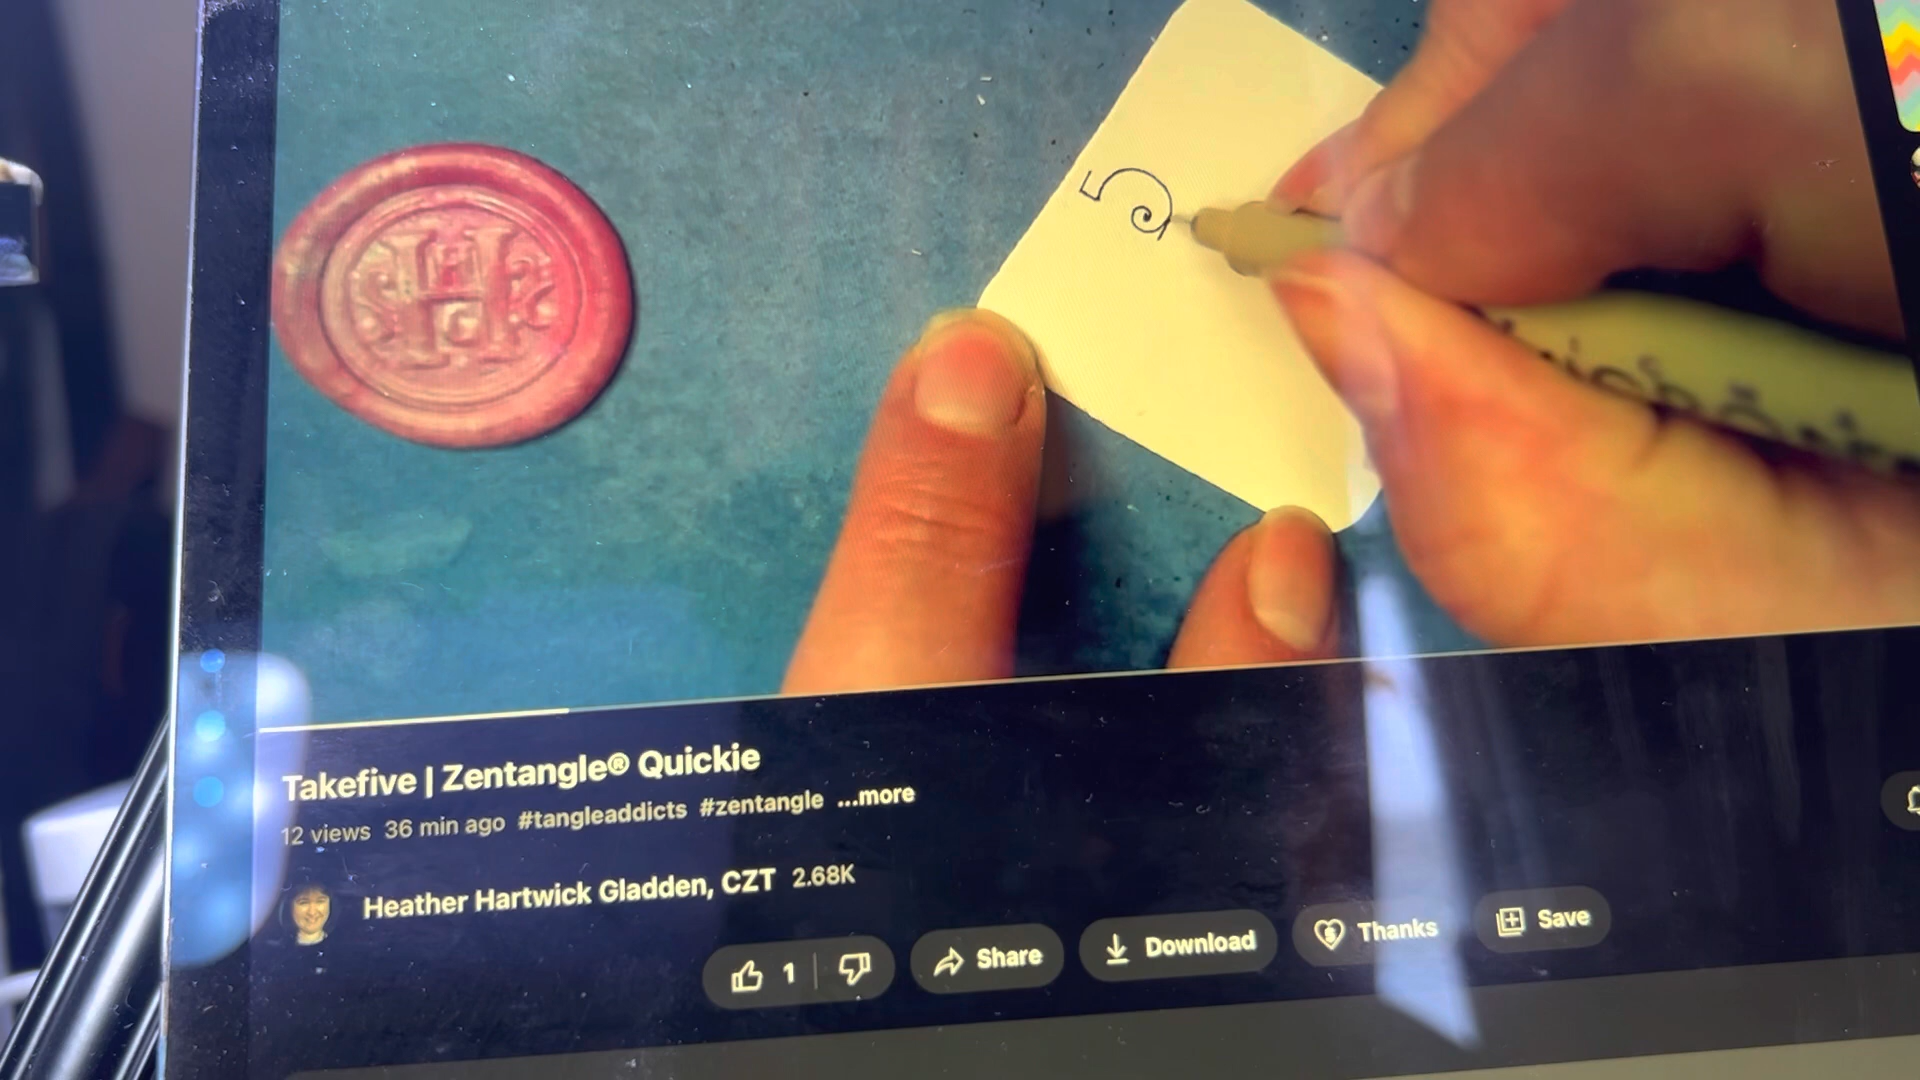 H
5
Takefive | Zentangle® Quickie
12 views 36 min ago #tangleaddicts #zentangle ...more
Heather Hartwick Gladden, CZT 2.68K
1 Share Download Thanks Save